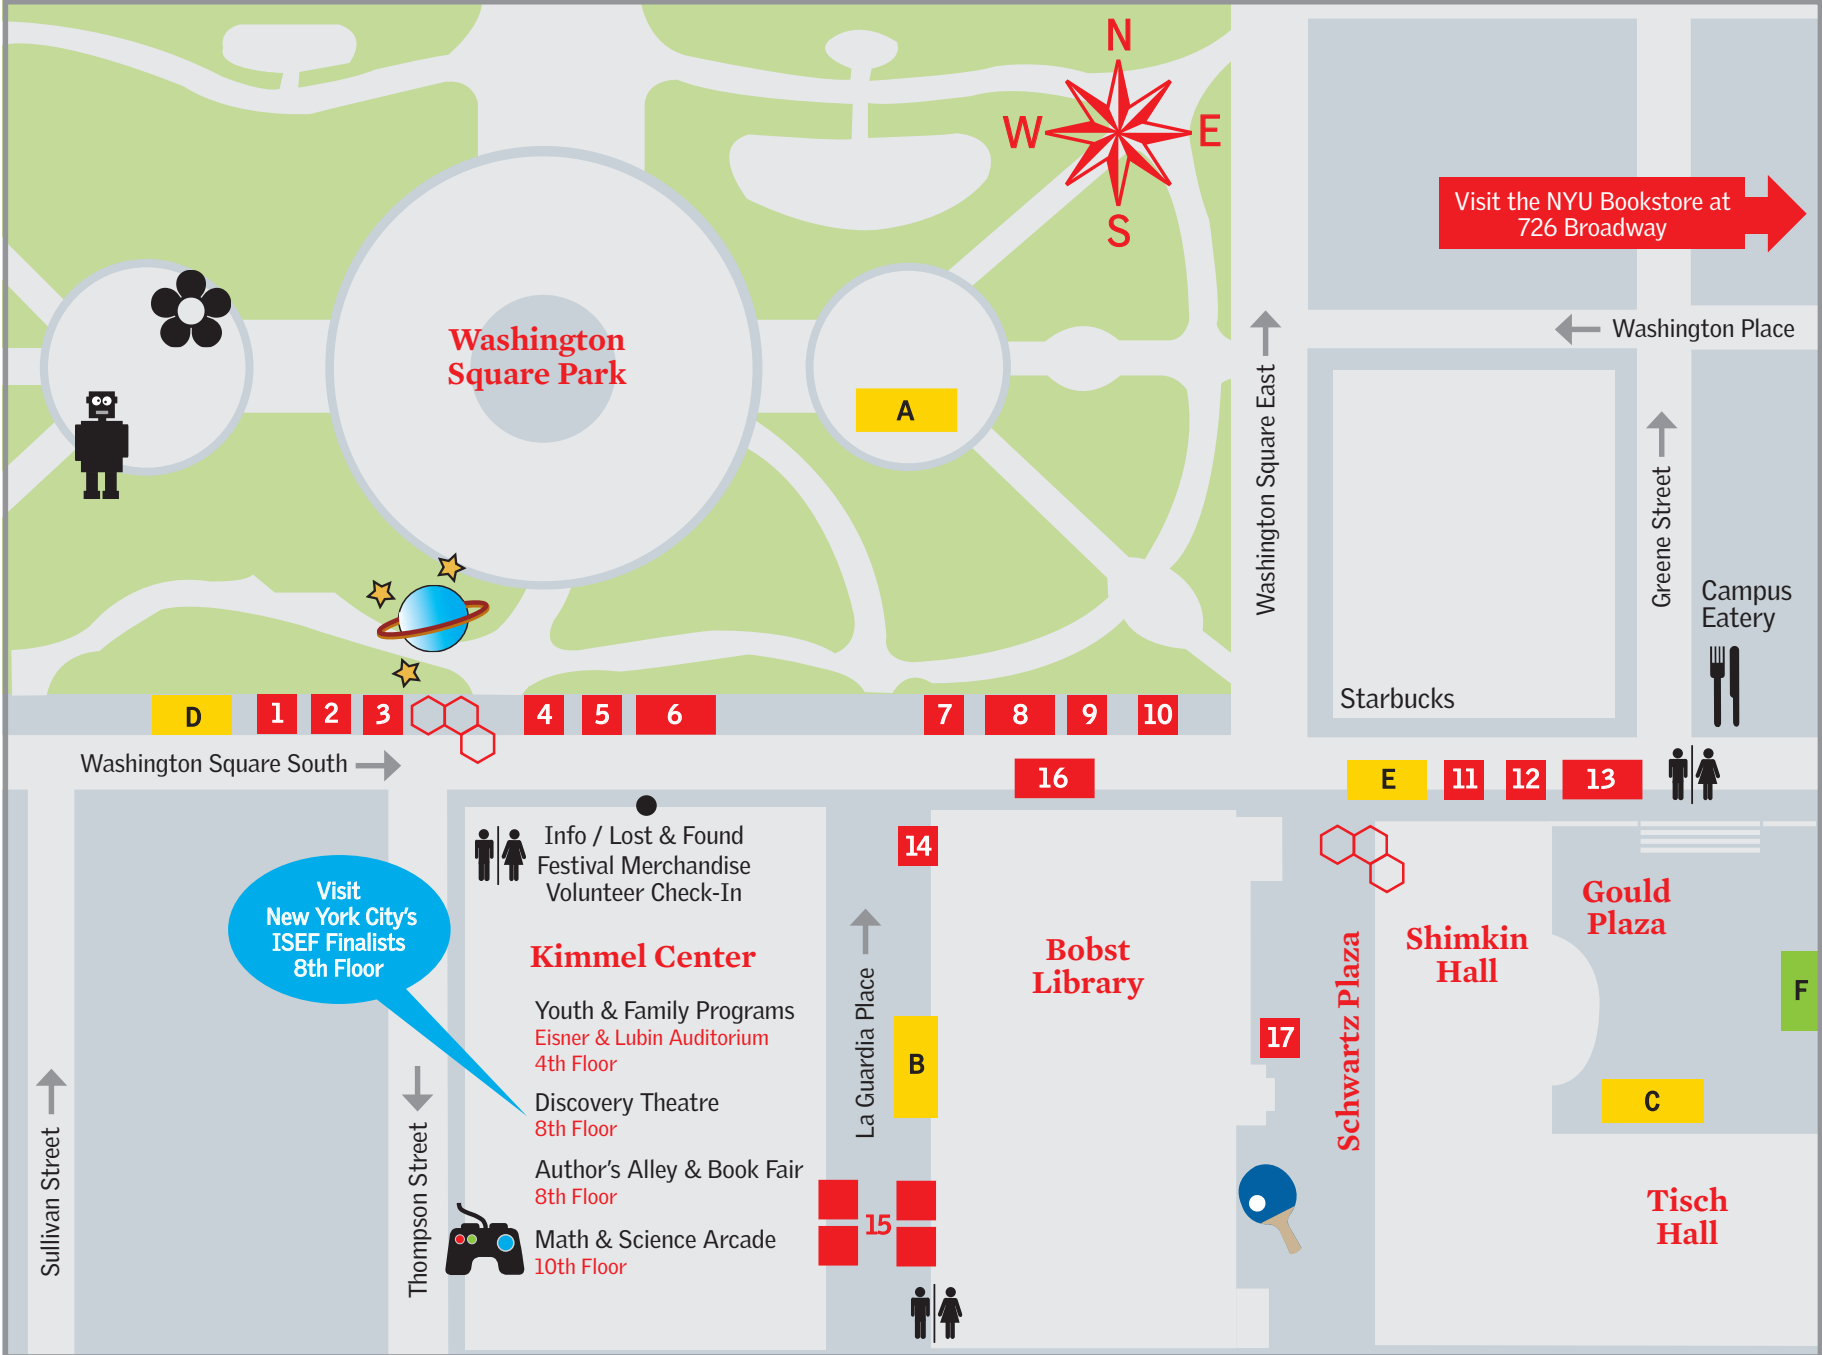 N
W
E
S
Visit the NYU Bookstore at
726 Broadway
Washington Place
Washington
Square Park
A
Washington Square East
Greene Street
Campus
Eatery
Starbucks
D
1
2
3
4
5
6
7
8
9
10
Washington Square South
16
E
11
12
13
Info / Lost & Found
Festival Merchandise
Volunteer Check-In
14
Visit
New York City's
ISEF Finalists
8th Floor
Kimmel Center
Youth & Family Programs
Eisner & Lubin Auditorium
4th Floor
Discovery Theatre
8th Floor
Author's Alley & Book Fair
8th Floor
Math & Science Arcade
10th Floor
Sullivan Street
Thompson Street
La Guardia Place
B
15
Bobst
Library
17
Schwartz Plaza
Shimkin
Hall
Gould
Plaza
F
C
Tisch
Hall